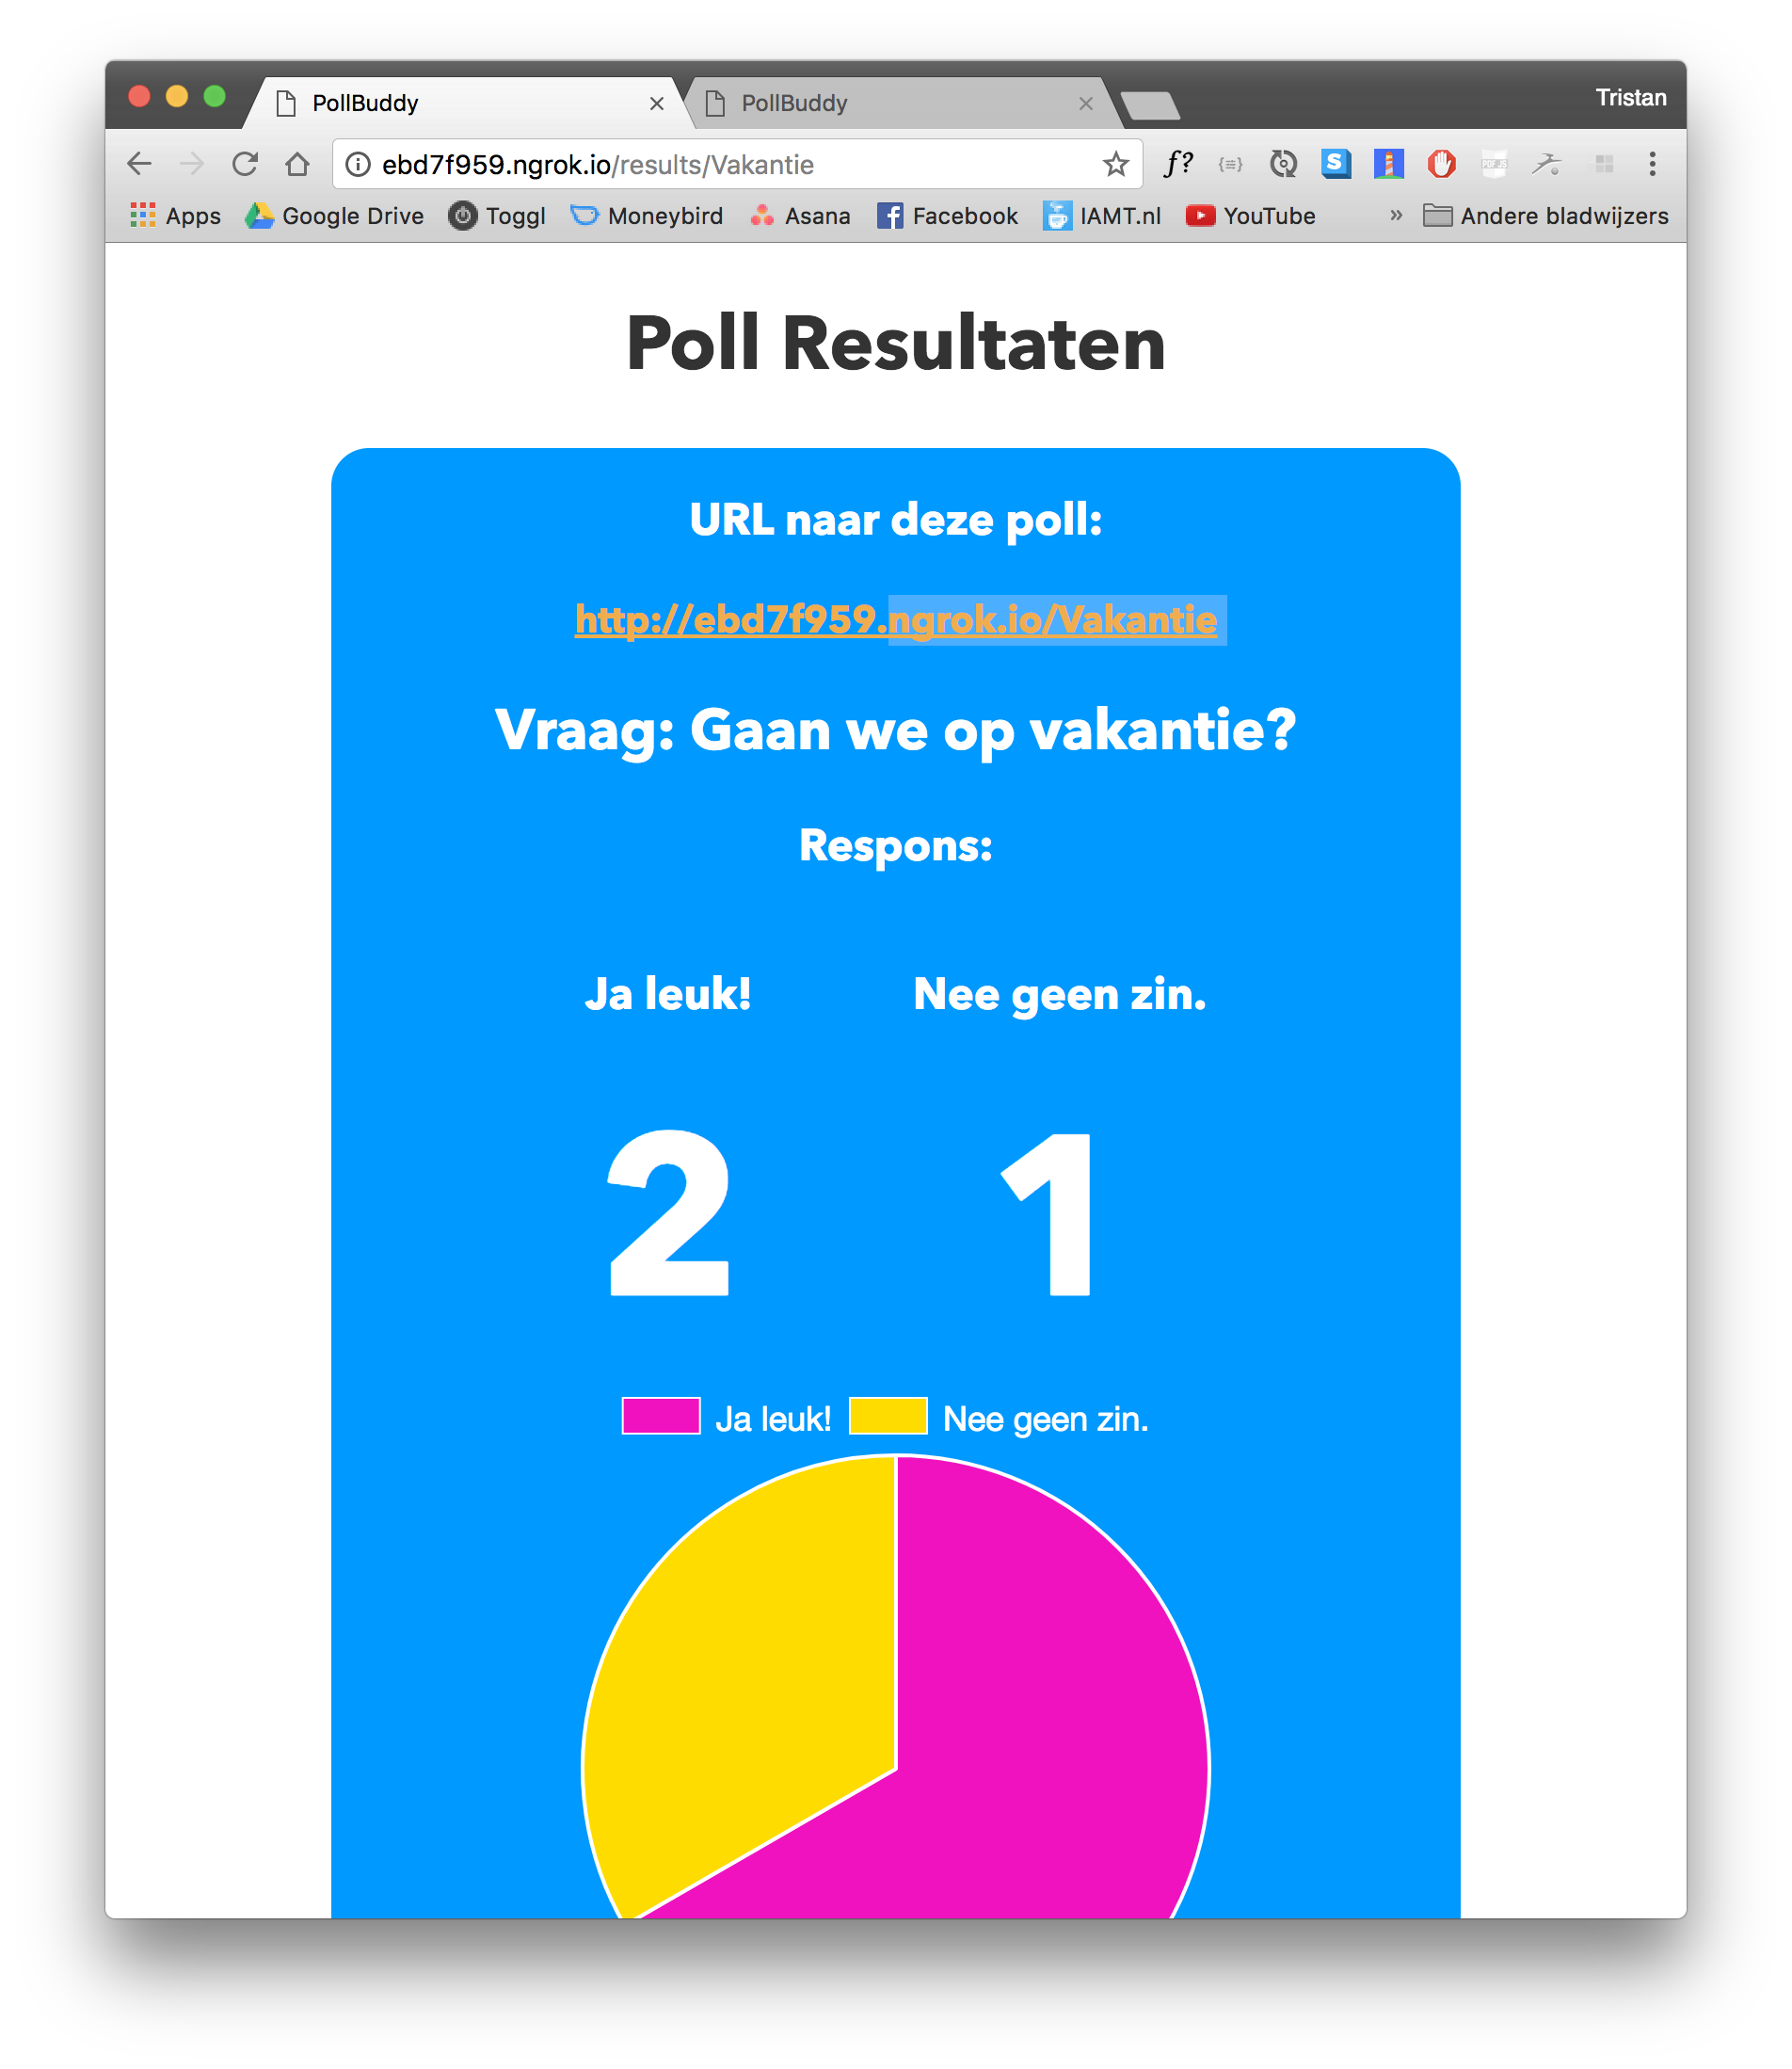 PollBuddy
PollBuddy
Tristan
ebd7f959.ngrok.io/results/Vakantie
f?
Apps Google Drive Toggl Moneybird Asana Facebook IAMT.nl YouTube » Andere bladwijzers
Poll Resultaten
URL naar deze poll:
http://ebd7f959.ngrok.io/Vakantie
Vraag: Gaan we op vakantie?
Respons:
Ja leuk! Nee geen zin.
2 1
Ja leuk! Nee geen zin.